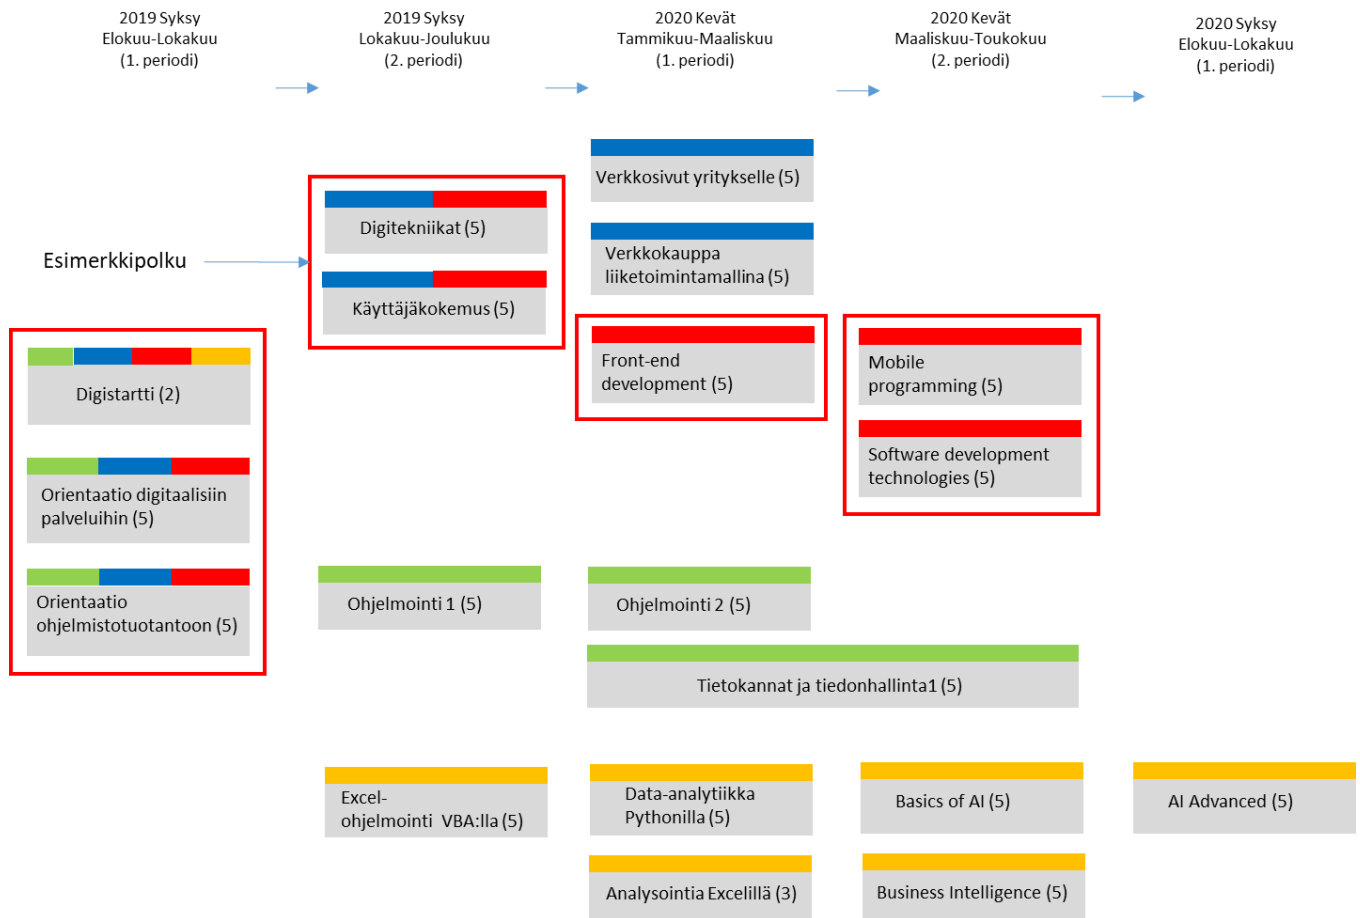 2019 Syksy
Elokuu-Lokakuu
(1. periodi)
2019 Syksy
Lokakuu-Joulukuu
(2. periodi)
2020 Kevät
Tammikuu-Maaliskuu
(1. periodi)
2020 Kevät
Maaliskuu-Toukokuu
(2. periodi)
2020 Syksy
Elokuu-Lokakuu
(1. periodi)
Esimerkkipolku
Digistartti (2)
Orientaatio digitaalisiin
palveluihin (5)
Orientaatio
ohjelmistotuotantoon (5)
Digitekniikat (5)
Käyttäjäkokemus (5)
Verkkosivut yritykselle (5)
Verkkokauppa
liiketoimintamallina (5)
Front-end
development (5)
Mobile
programming (5)
Software development
technologies (5)
Ohjelmointi 1 (5)
Ohjelmointi 2 (5)
Tietokannat ja tiedonhallinta1 (5)
Excel-
ohjelmointi VBA:lla (5)
Data-analytiikka
Pythonilla (5)
Basics of AI (5)
AI Advanced (5)
Analysointia Excelillä (3)
Business Intelligence (5)